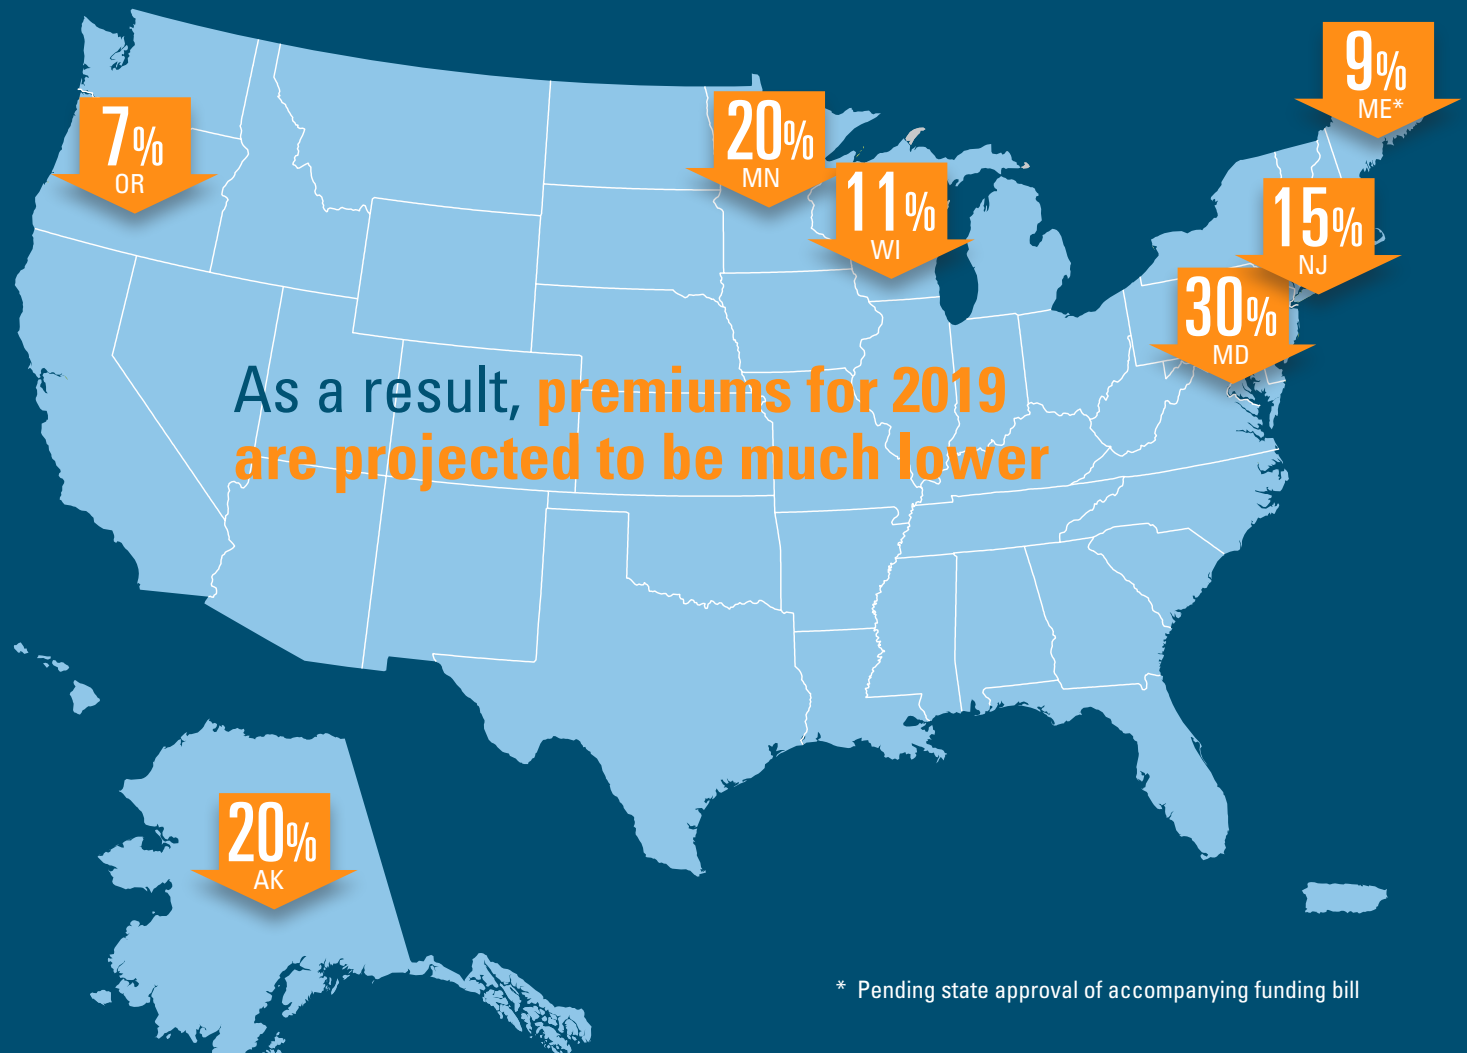 9%
ME*
7%
OR
20%
MN
11%
WI
15%
NJ
30%
MD
As a result, premiums for 2019
are projected to be much lower
20%
AK
* Pending state approval of accompanying funding bill